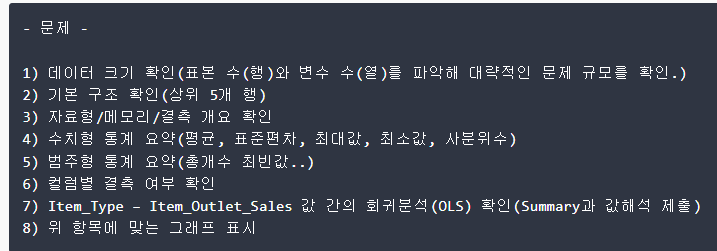 - 문제 -
1) 데이터 크기 확인(표본 수(행)와 변수 수(열)를 파악해 대략적인 문제 규모를 확인.)
2) 기본 구조 확인(상위 5개 행)
3) 자료형/메모리/결측 개요 확인
4) 수치형 통계 요약(평균, 표준편차, 최대값, 최소값, 사분위수)
5) 범주형 통계 요약(총개수 최빈값..)
6) 컬럼별 결측 여부 확인
7) Item_Type – Item_Outlet_Sales 값 간의 회귀분석(OLS) 확인(Summary과 값해석 제출)
8) 위 항목에 맞는 그래프 표시